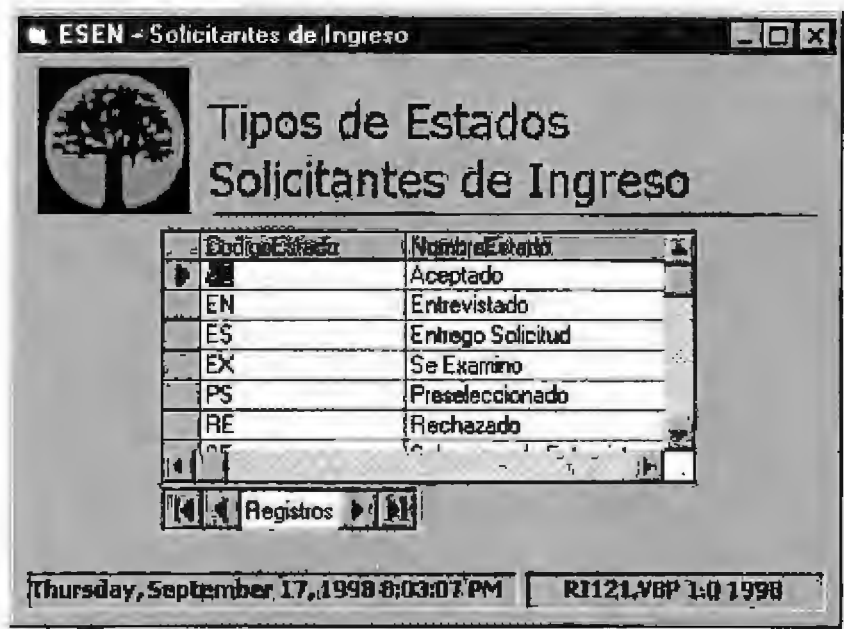 ESEN - Solicitantes de Ingreso
Tipos de Estados
Solicitantes de Ingreso
CodigoEstado NombreEstado
Aceptado
EN Entrevistado
ES Entrego Solicitud
EX Se Examino
PS Preseleccionado
RE Rechazado
Registros
Thursday, September 17, 1998 6:03:07 PM RI121.VBP 1.0 1998